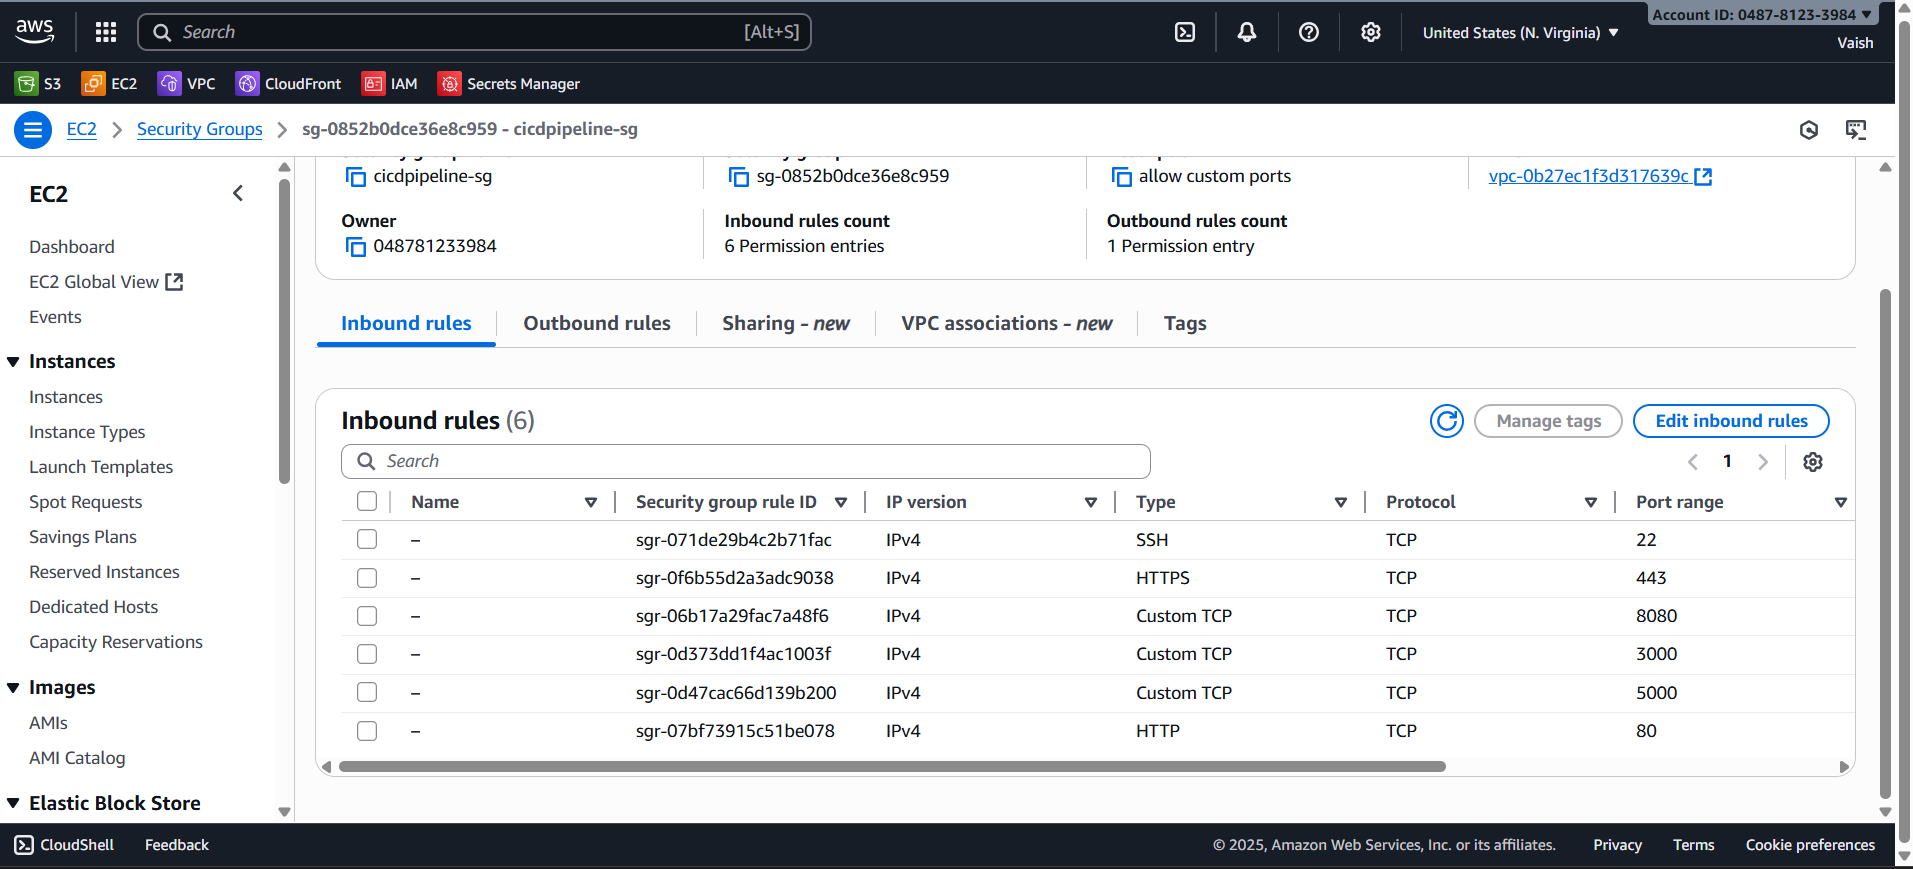 aws
Search [Alt+S]
United States (N. Virginia)
Account ID: 0487-8123-3984
Vaish
S3 EC2 VPC CloudFront IAM Secrets Manager
EC2 Security Groups sg-0852b0dce36e8c959 - cicdpipeline-sg
EC2
Dashboard
EC2 Global View
Events
Instances
Instances
Instance Types
Launch Templates
Spot Requests
Savings Plans
Reserved Instances
Dedicated Hosts
Capacity Reservations
Images
AMIs
AMI Catalog
Elastic Block Store
cicdpipeline-sg sg-0852b0dce36e8c959 allow custom ports vpc-0b27ec1f3d317639c
Owner Inbound rules count Outbound rules count
048781233984 6 Permission entries 1 Permission entry
Inbound rules Outbound rules Sharing - new VPC associations - new Tags
Inbound rules (6) Manage tags Edit inbound rules
Search 1
Name Security group rule ID IP version Type Protocol Port range
– sgr-071de29b4c2b71fac IPv4 SSH TCP 22
– sgr-0f6b55d2a3adc9038 IPv4 HTTPS TCP 443
– sgr-06b17a29fac7a48f6 IPv4 Custom TCP TCP 8080
– sgr-0d373dd1f4ac1003f IPv4 Custom TCP TCP 3000
– sgr-0d47cac66d139b200 IPv4 Custom TCP TCP 5000
– sgr-07bf73915c51be078 IPv4 HTTP TCP 80
CloudShell Feedback © 2025, Amazon Web Services, Inc. or its affiliates. Privacy Terms Cookie preferences